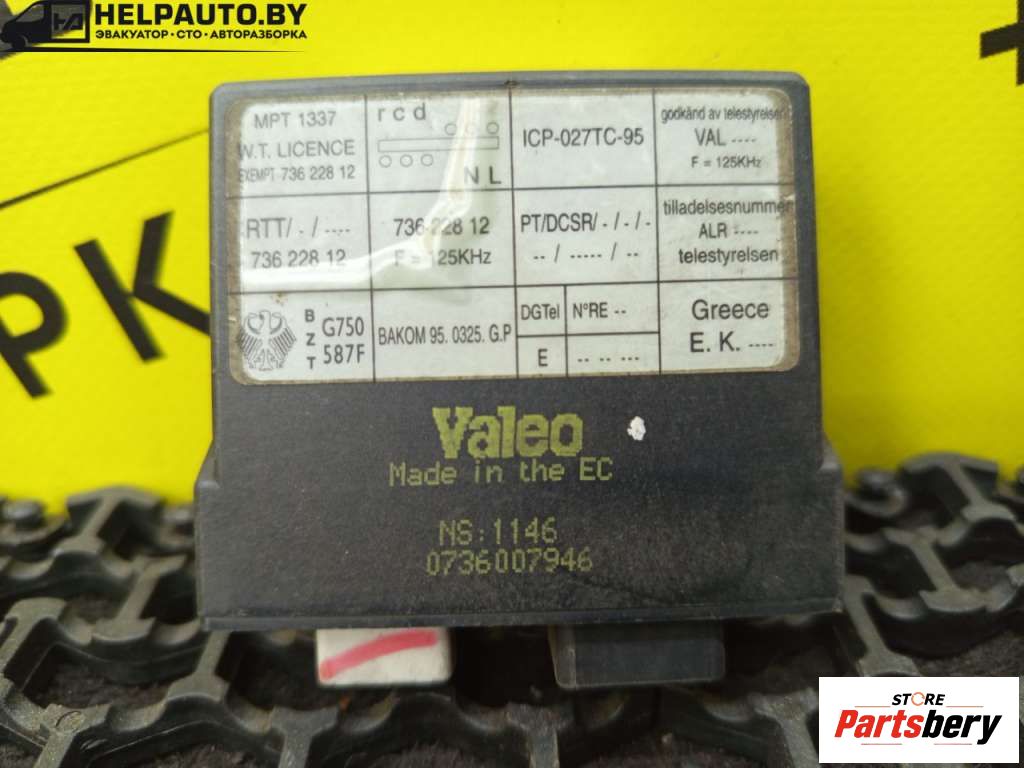 HELPAUTO.BY
ЭВАКУАТОР • СТО • АВТОРАЗБОРКА
MPT 1337
W.T. LICENCE
EXEMPT 736 228 12
r c d
N L
ICP-027TC-95
godkänd av telestyrelsen
VAL ----
F = 125KHz
RTT/ - / ----
736 228 12
736 228 12
F = 125KHz
PT/DCSR/ - / - / -
-- / ----- / --
tilladelsesnummer
ALR ----
telestyrelsen
BZT
G750
587F
BAKOM 95. 0325. G.P
DGTel
N°RE --
E
-- -- ---
Greece
E. K. ----
Valeo
Made in the EC
NS:1146
0736007946
STORE
Partsbery